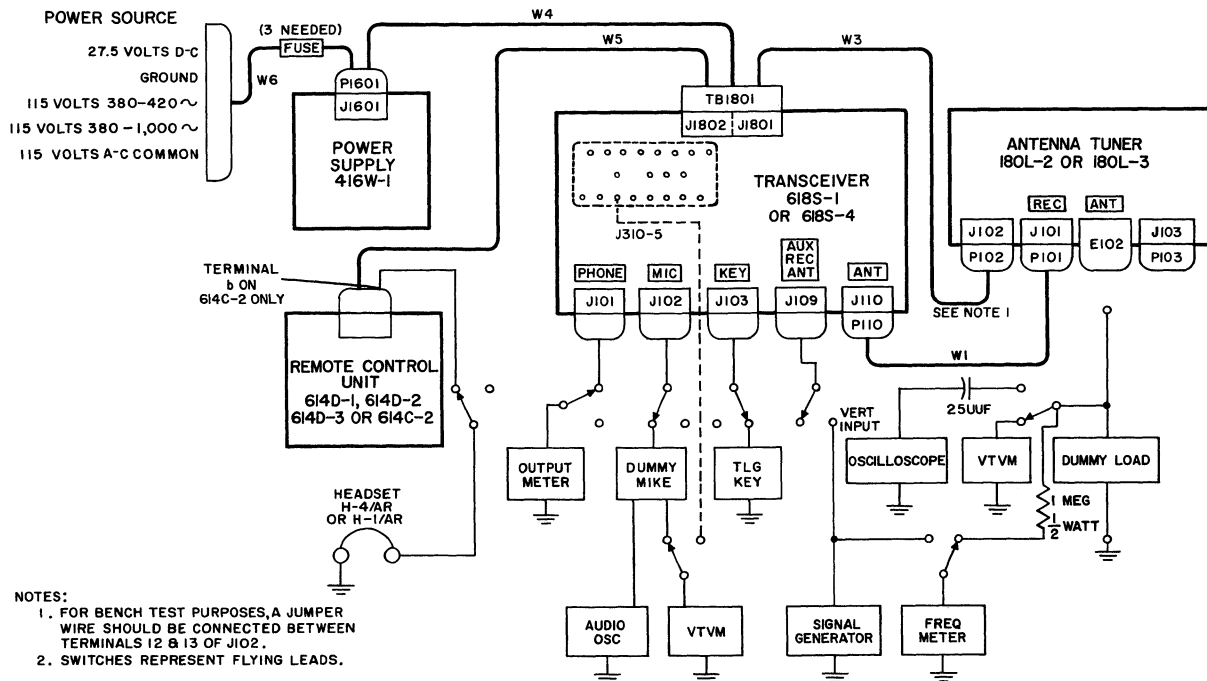 POWER SOURCE
27.5 VOLTS D-C
GROUND
115 VOLTS 380-420~
115 VOLTS 380-1,000~
115 VOLTS A-C COMMON
W6
(3 NEEDED)
FUSE
W4
W5
W3
P1601
J1601
POWER
SUPPLY
416W-1
TB1801
J1802
J1801
TRANSCEIVER
618S-1
OR 618S-4
J310-5
PHONE
MIC
KEY
AUX
REC
ANT
ANT
J101
J102
J103
J109
J110
P110
ANTENNA TUNER
180L-2 OR 180L-3
REC
ANT
J102
P102
J101
P101
E102
J103
P103
SEE NOTE 1
W1
TERMINAL
b ON
614C-2 ONLY
REMOTE CONTROL
UNIT
614D-1, 614D-2
614D-3 OR 614C-2
HEADSET
H-4/AR
OR H-1/AR
OUTPUT
METER
DUMMY
MIKE
TLG
KEY
VERT
INPUT
25UUF
OSCILLOSCOPE
VTVM
DUMMY LOAD
1 MEG
1/2 WATT
AUDIO
OSC
VTVM
SIGNAL
GENERATOR
FREQ
METER
NOTES:
1. FOR BENCH TEST PURPOSES, A JUMPER
WIRE SHOULD BE CONNECTED BETWEEN
TERMINALS 12 & 13 OF J102.
2. SWITCHES REPRESENT FLYING LEADS.